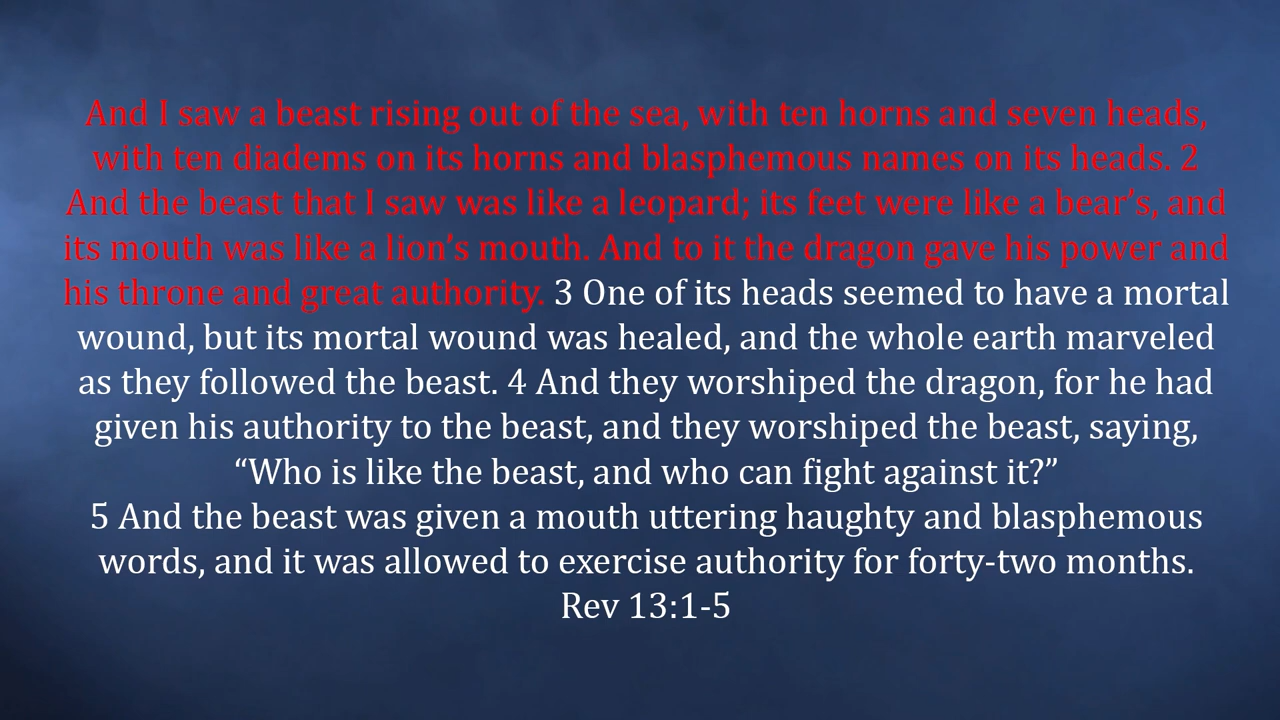 And I saw a beast rising out of the sea, with ten horns and seven heads,
with ten diadems on its horns and blasphemous names on its heads. 2
And the beast that I saw was like a leopard; its feet were like a bear’s, and
its mouth was like a lion’s mouth. And to it the dragon gave his power and
his throne and great authority. 3 One of its heads seemed to have a mortal
wound, but its mortal wound was healed, and the whole earth marveled
as they followed the beast. 4 And they worshiped the dragon, for he had
given his authority to the beast, and they worshiped the beast, saying,
“Who is like the beast, and who can fight against it?”
5 And the beast was given a mouth uttering haughty and blasphemous
words, and it was allowed to exercise authority for forty-two months.
Rev 13:1-5